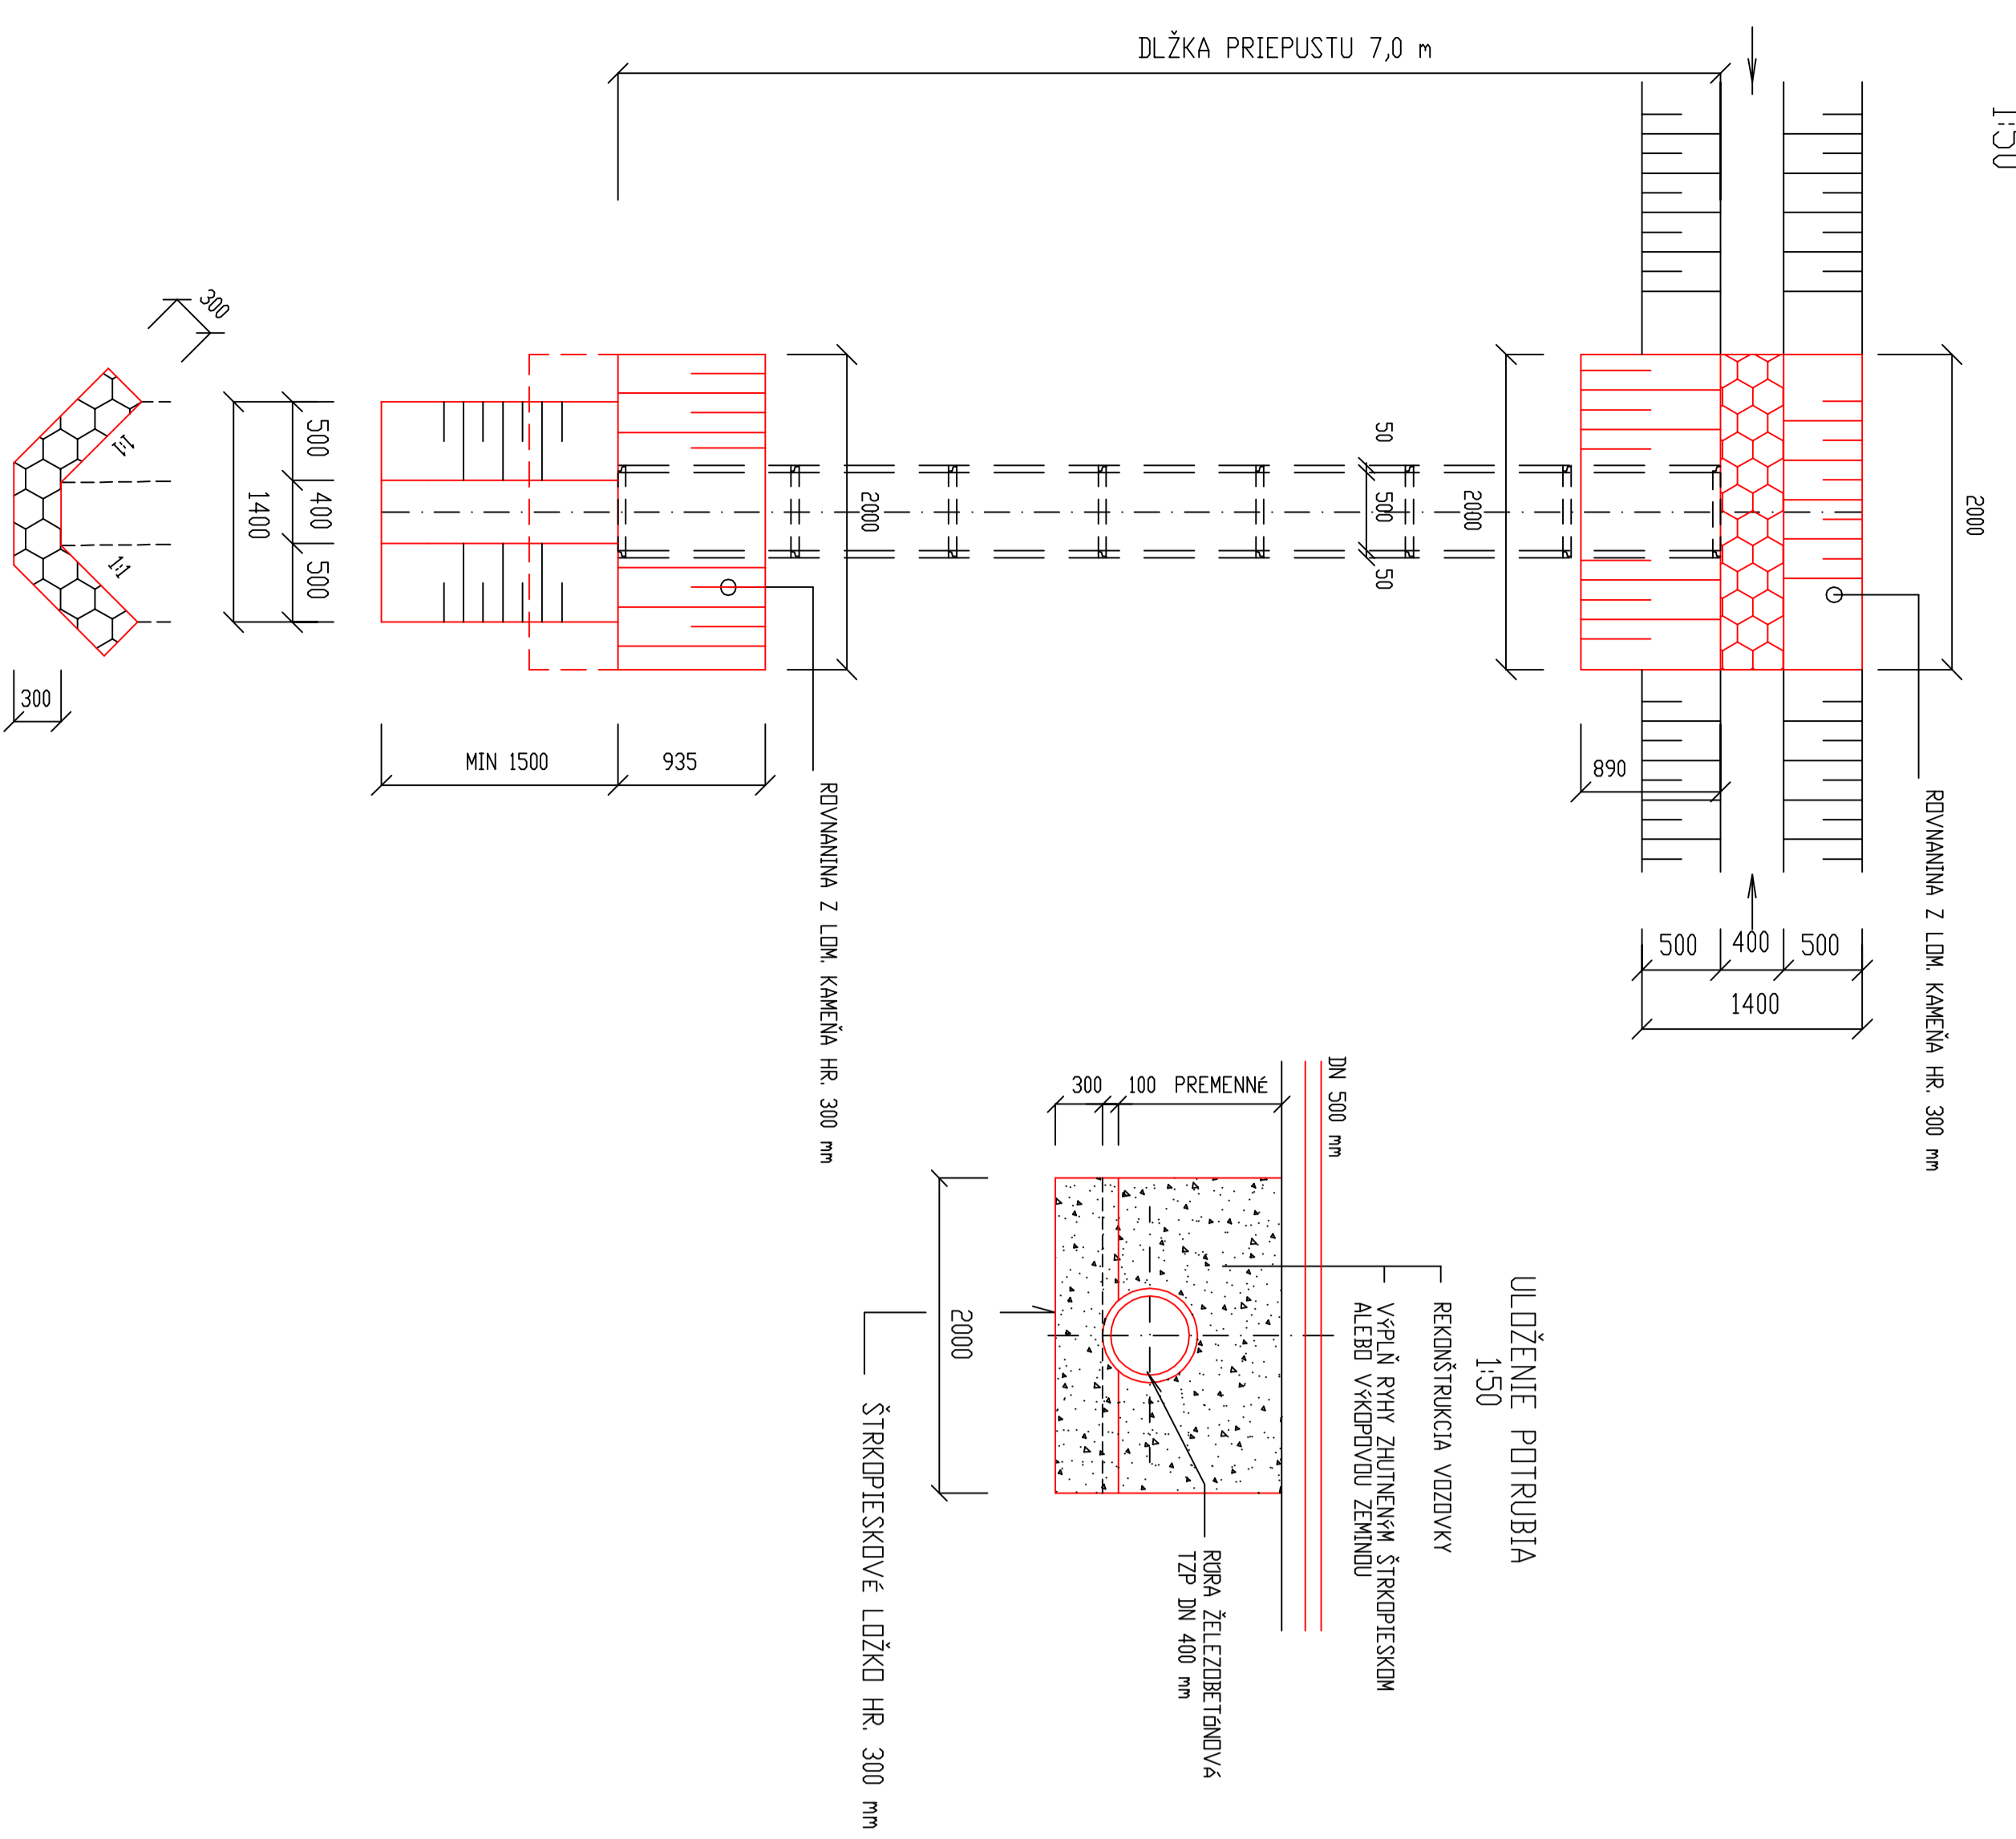 1:50
DLŽKA PRIEPUSTU 7,0 m
2000
ROVNANINA Z LOM. KAMEŇA HR. 300 mm
500
400
500
1400
890
2000
50
500
50
2000
ROVNANINA Z LOM. KAMEŇA HR. 300 mm
MIN 1500
935
500
400
500
1400
300
1:1
1:1
300
ULOŽENIE POTRUBIA
1:50
REKONŠTRUKCIA VOZOVKY
VÝPLŇ RYHY ZHUTNENÝM ŠTRKOPIESKOM
ALEBO VÝKOPOVOU ZEMINOU
DN 500 mm
300
100
PREMENNÉ
RÚRA ŽELEZOBETÓNOVÁ
TZP DN 400 mm
2000
ŠTRKOPIESKOVÉ LOŽKO HR. 300 mm